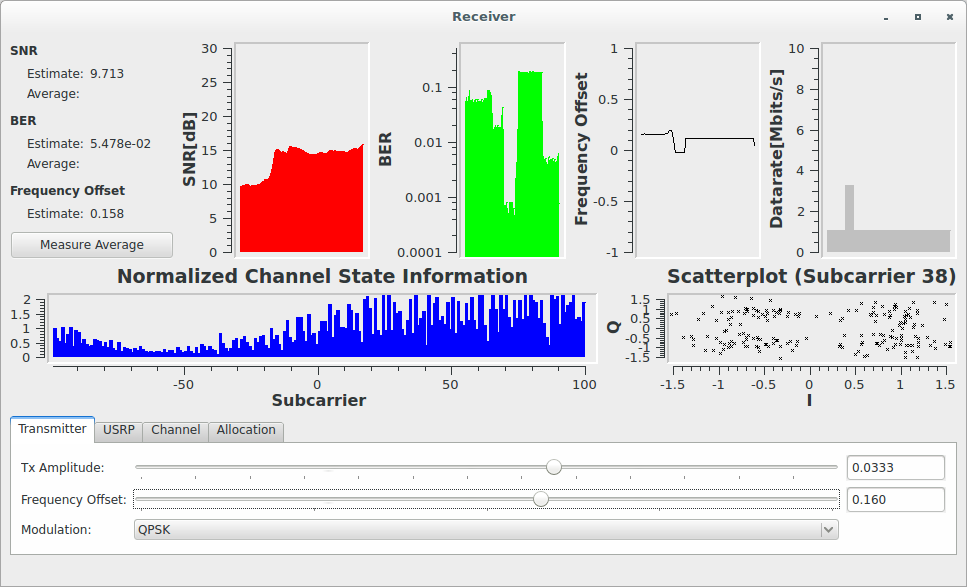 Receiver
SNR
Estimate: 9.713
Average:
BER
Estimate: 5.478e-02
Average:
Frequency Offset
Estimate: 0.158
Measure Average
SNR[dB]
30
25
20
15
10
5
0
BER
0.1
0.01
0.001
0.0001
Frequency Offset
1
0.5
0
-0.5
-1
Datarate[Mbits/s]
10
8
6
4
2
0
Normalized Channel State Information
2
1.5
1
0.5
0
-50 0 50 100
Subcarrier
Scatterplot (Subcarrier 38)
Q
1.5
1
0.5
0
-0.5
-1
-1.5
-1.5 -1 -0.5 0 0.5 1 1.5
I
Transmitter USRP Channel Allocation
Tx Amplitude: 0.0333
Frequency Offset: 0.160
Modulation: QPSK